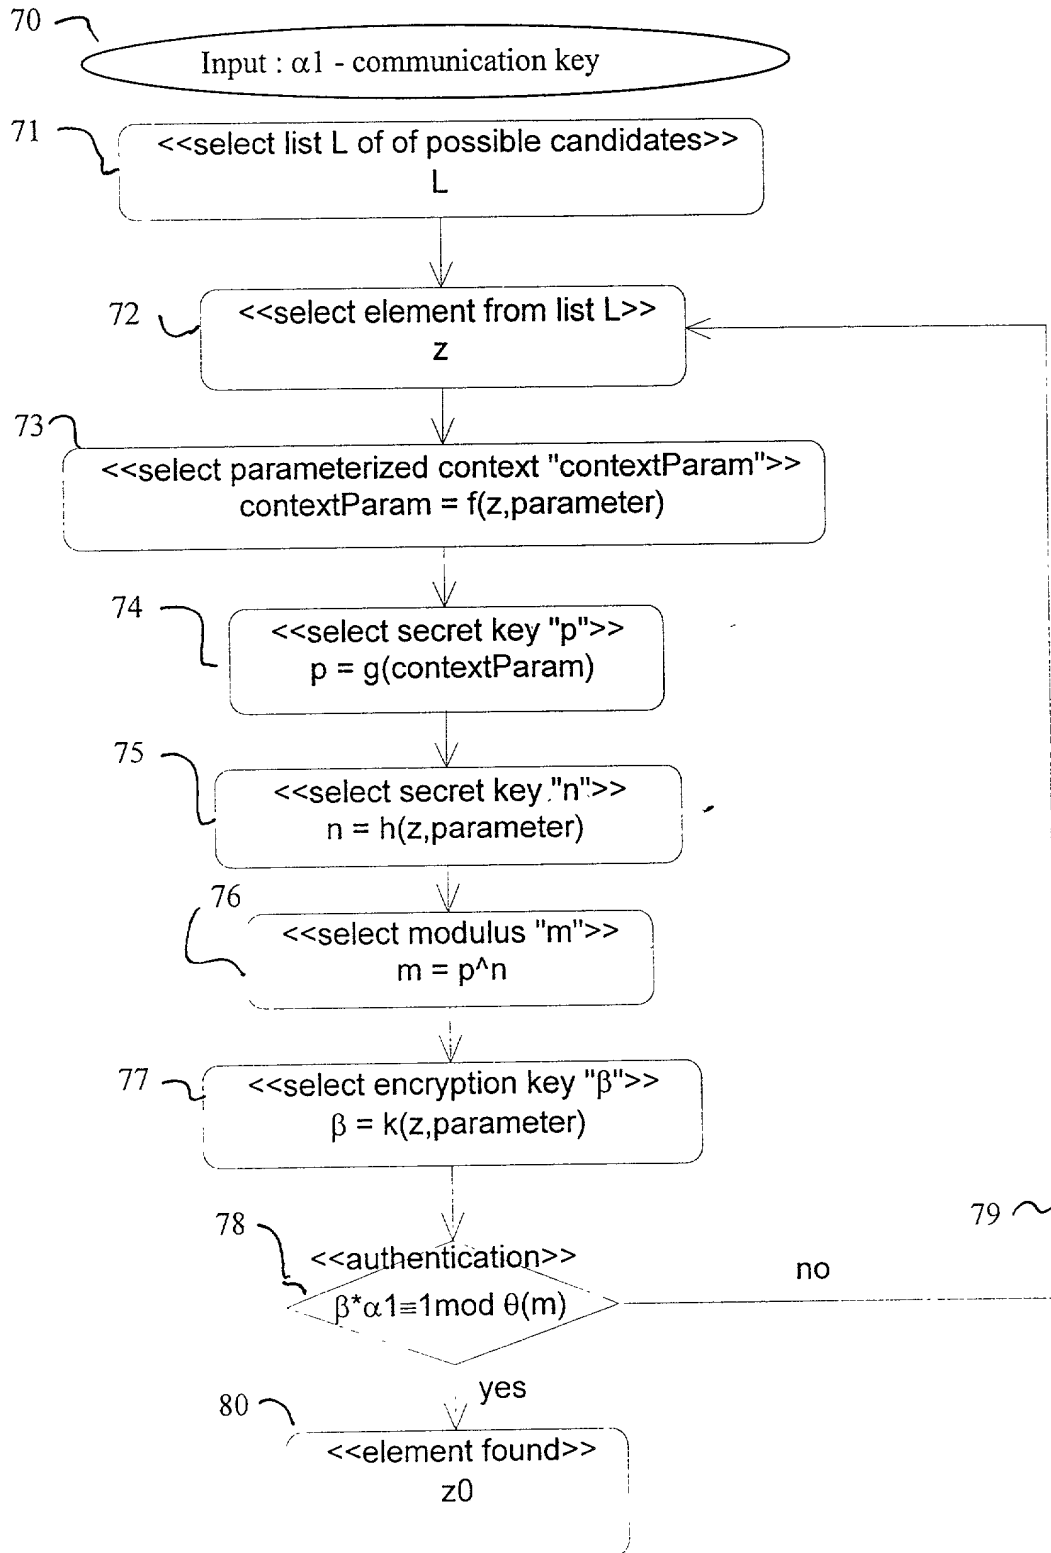 70
Input : α1 - communication key
71
<<select list L of of possible candidates>>
L
72
<<select element from list L>>
z
73
<<select parameterized context "contextParam">>
contextParam = f(z,parameter)
74
<<select secret key "p">>
p = g(contextParam)
75
<<select secret key "n">>
n = h(z,parameter)
76
<<select modulus "m">>
m = p^n
77
<<select encryption key "β">>
β = k(z,parameter)
78
<<authentication>>
β*α1≡1mod θ(m)
no
79
yes
80
<<element found>>
z0